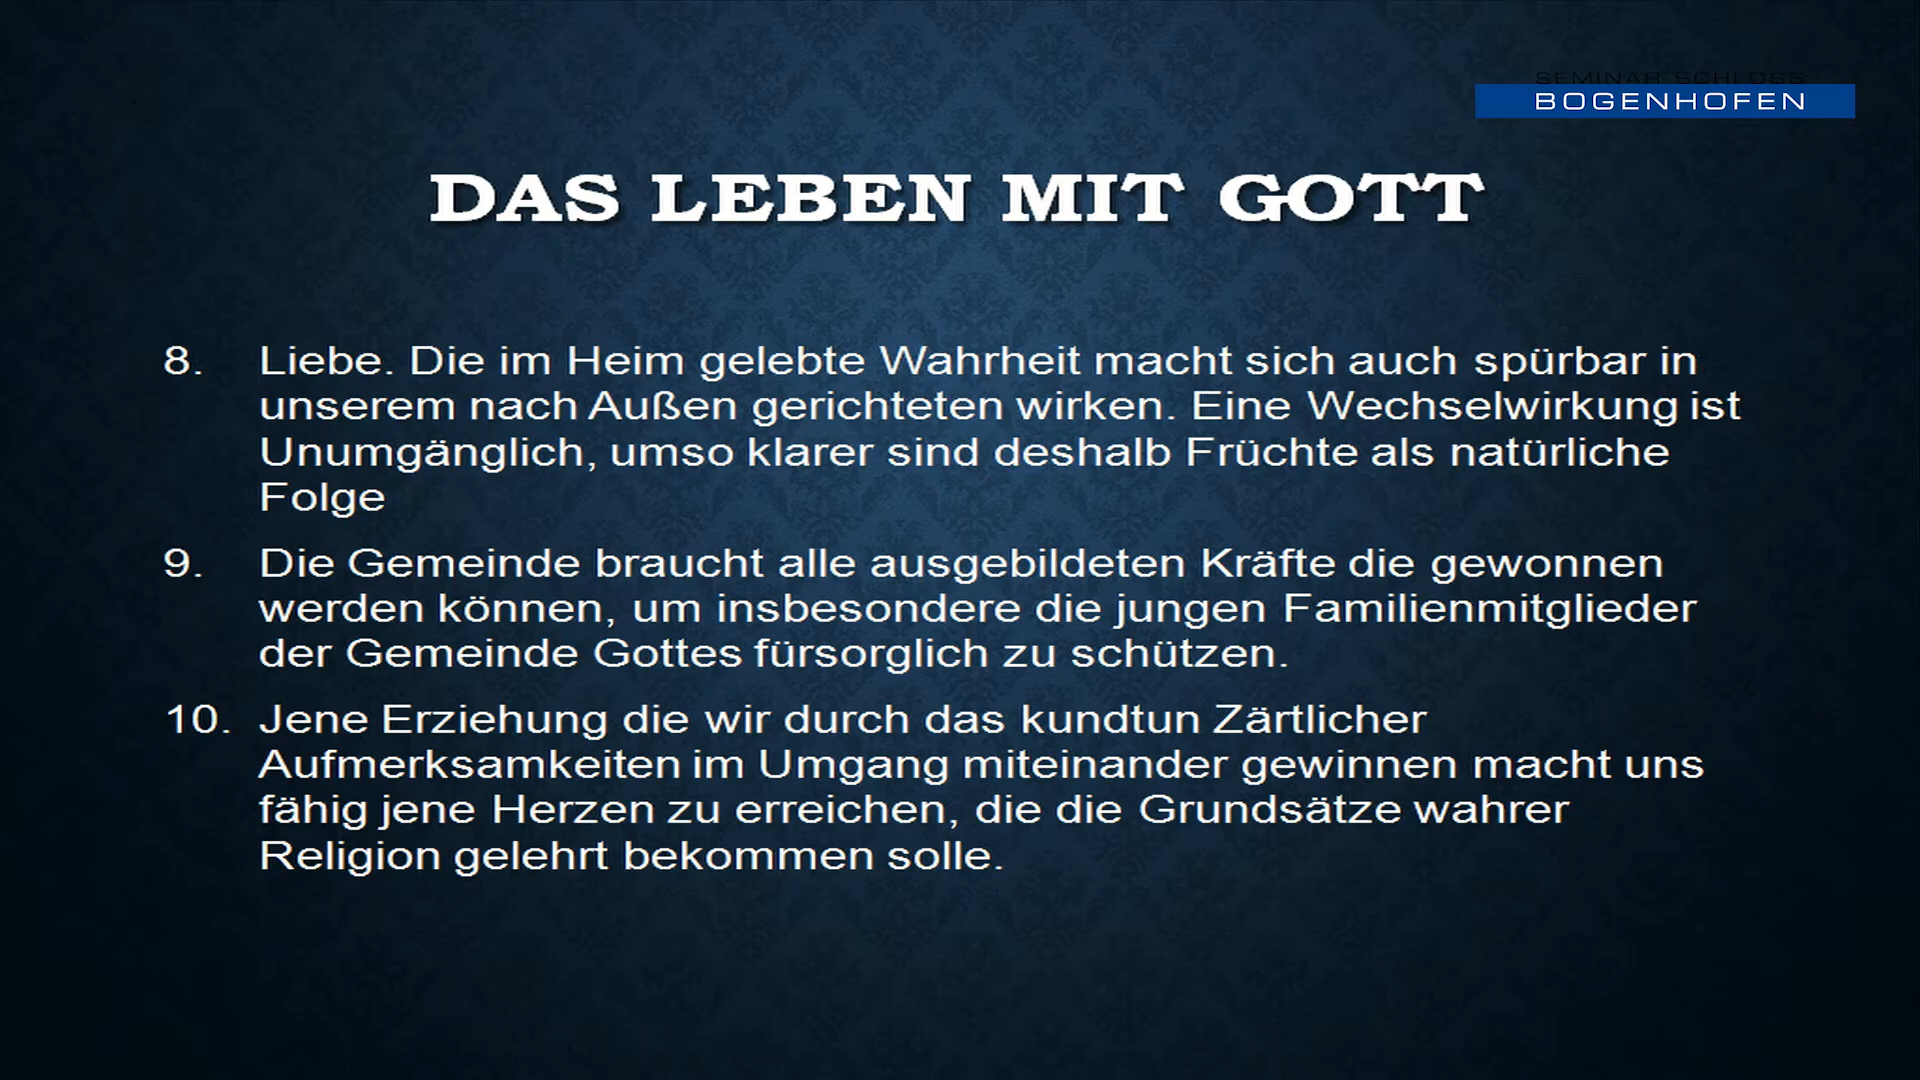 SEMINAR SCHLOSS
BOGENHOFEN
DAS LEBEN MIT GOTT
8. Liebe. Die im Heim gelebte Wahrheit macht sich auch spürbar in
unserem nach Außen gerichteten wirken. Eine Wechselwirkung ist
Unumgänglich, umso klarer sind deshalb Früchte als natürliche
Folge
9. Die Gemeinde braucht alle ausgebildeten Kräfte die gewonnen
werden können, um insbesondere die jungen Familienmitglieder
der Gemeinde Gottes fürsorglich zu schützen.
10. Jene Erziehung die wir durch das kundtun Zärtlicher
Aufmerksamkeiten im Umgang miteinander gewinnen macht uns
fähig jene Herzen zu erreichen, die die Grundsätze wahrer
Religion gelehrt bekommen solle.